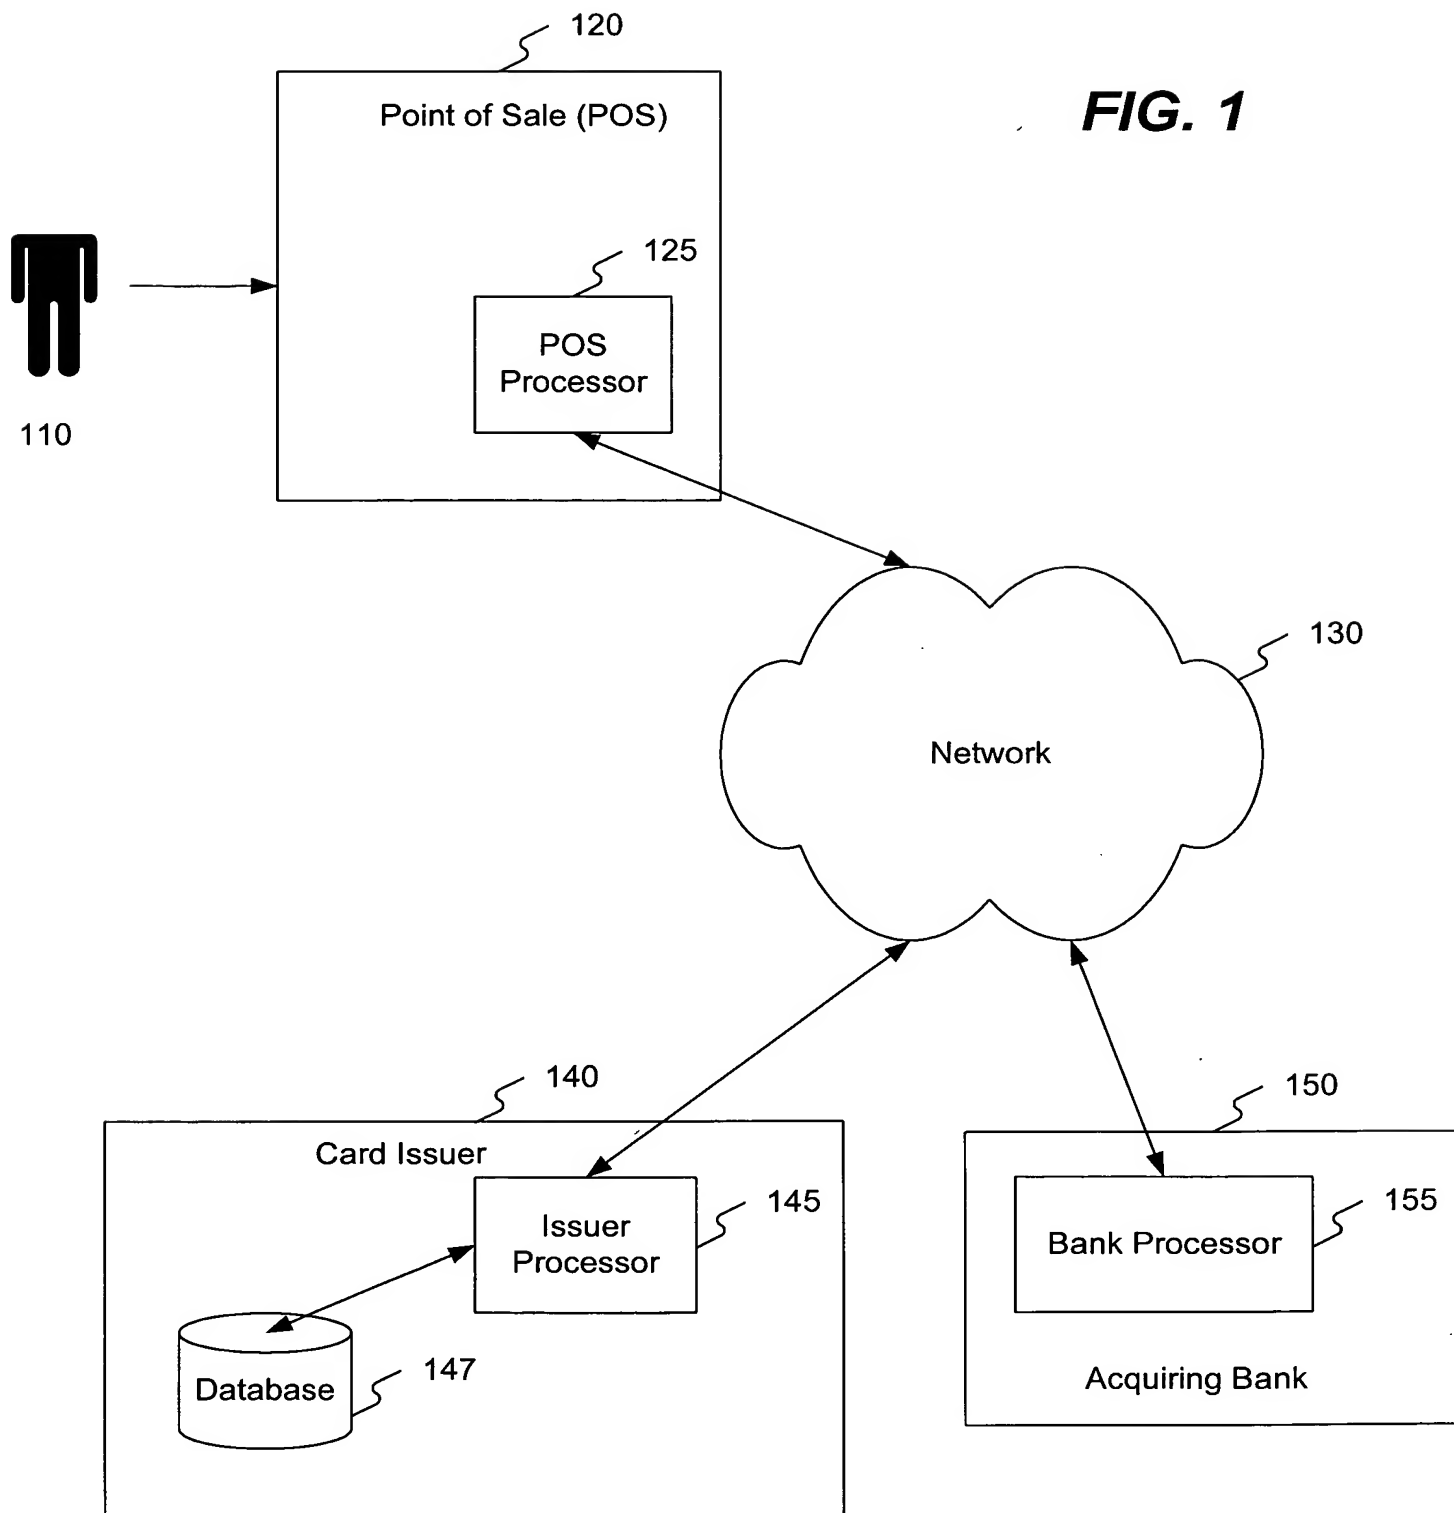 120
Point of Sale (POS)
FIG. 1
125
POS
Processor
110
130
Network
140
Card Issuer
150
145
Issuer
Processor
155
Bank Processor
147
Database
Acquiring Bank